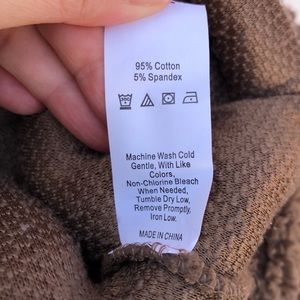 95% Cotton
5% Spandex
Machine Wash Cold
Gentle, With Like
Colors,
Non-Chlorine Bleach
When Needed,
Tumble Dry Low,
Remove Promptly,
Iron Low.
MADE IN CHINA